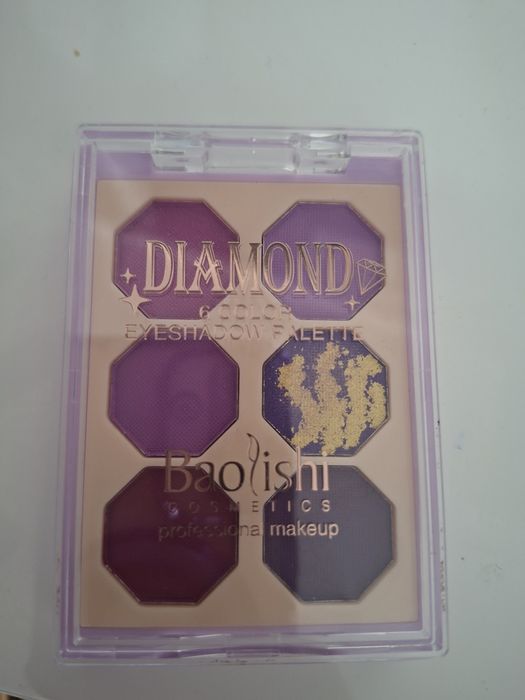 DIAMOND
6 COLOR
EYESHADOW PALETTE
Baolishi
COSMETICS
professional makeup